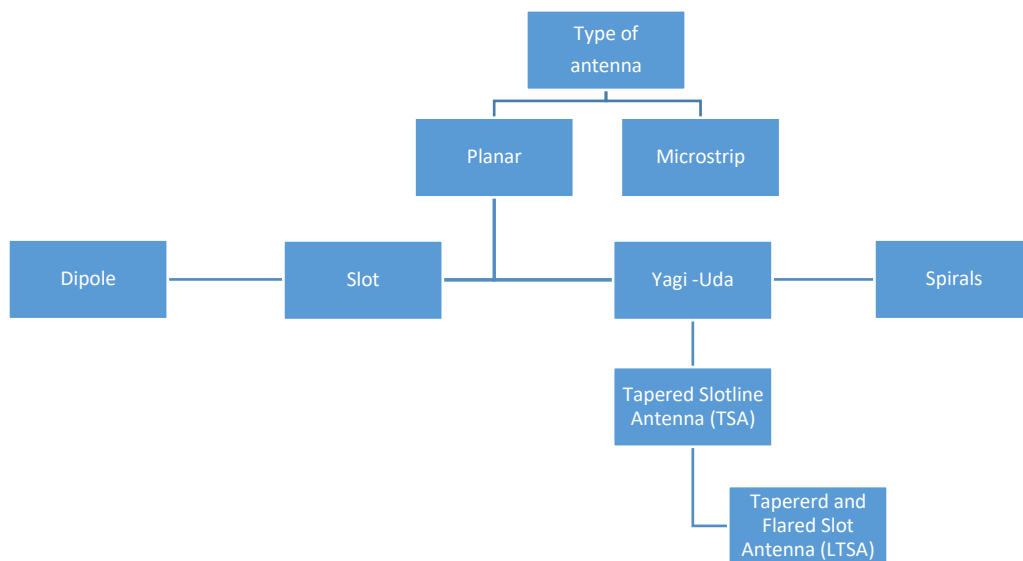 Type of
antenna
Planar
Microstrip
Dipole
Slot
Yagi -Uda
Spirals
Tapered Slotline
Antenna (TSA)
Tapererd and
Flared Slot
Antenna (LTSA)